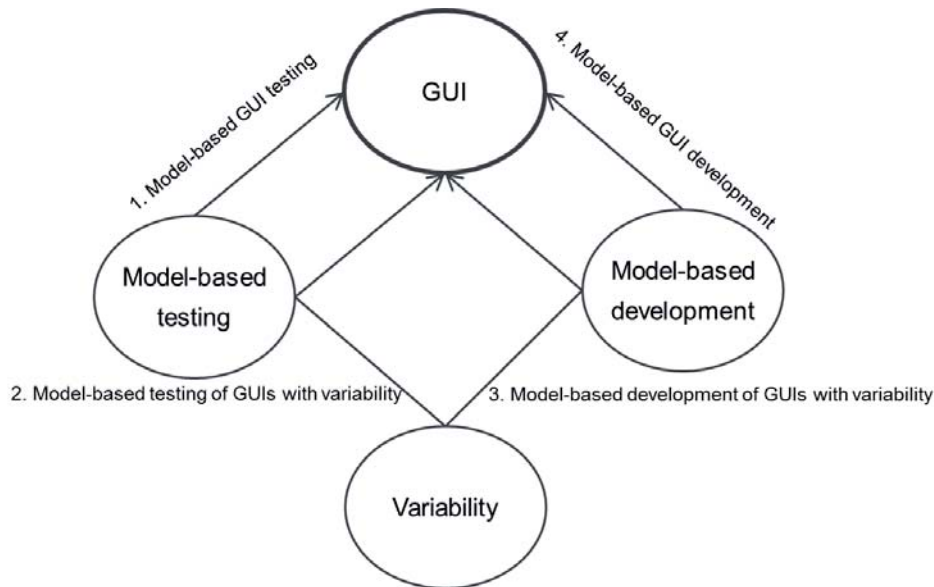 GUI
1. Model-based GUI testing
4. Model-based GUI development
Model-based
testing
Model-based
development
2. Model-based testing of GUIs with variability
3. Model-based development of GUIs with variability
Variability